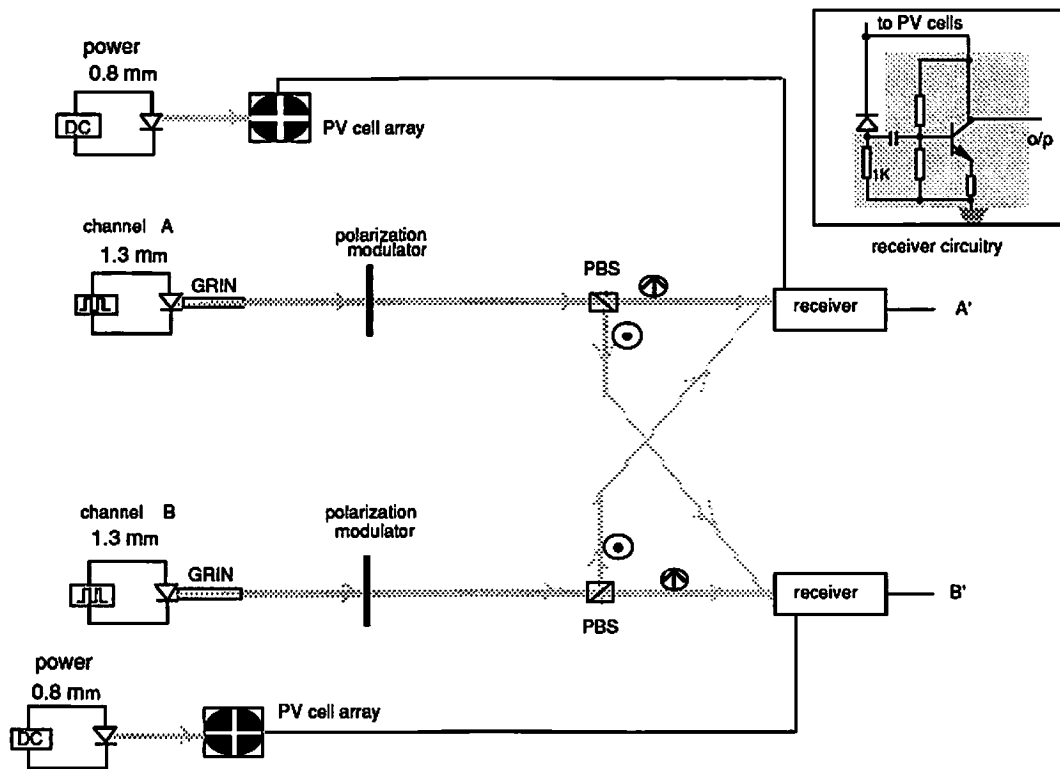 to PV cells
1K
o/p
receiver circuitry
power
0.8 mm
DC
PV cell array
channel A
1.3 mm
GRIN
polarization
modulator
PBS
receiver
A'
channel B
1.3 mm
GRIN
polarization
modulator
PBS
receiver
B'
power
0.8 mm
DC
PV cell array